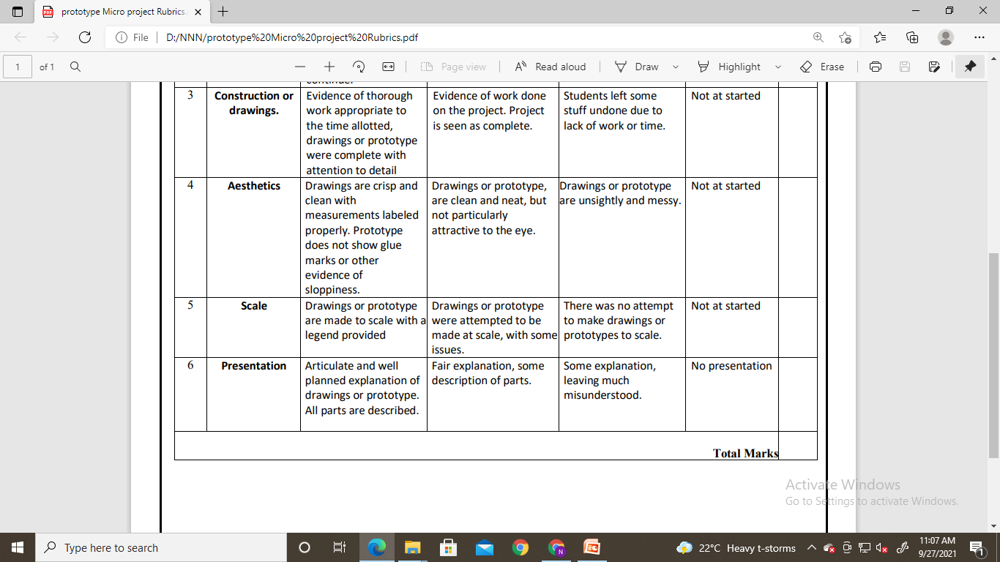 prototype Micro project Rubrics.
File
D:/NNN/prototype%20Micro%20project%20Rubrics.pdf
1 of 1
Page view
Read aloud
Draw
Highlight
Erase
3
Construction or
drawings.
Evidence of thorough
work appropriate to
the time allotted,
drawings or prototype
were complete with
attention to detail
Evidence of work done
on the project. Project
is seen as complete.
Students left some
stuff undone due to
lack of work or time.
Not at started
4
Aesthetics
Drawings are crisp and
clean with
measurements labeled
properly. Prototype
does not show glue
marks or other
evidence of
sloppiness.
Drawings or prototype,
are clean and neat, but
not particularly
attractive to the eye.
Drawings or prototype
are unsightly and messy.
Not at started
5
Scale
Drawings or prototype
are made to scale with a
legend provided
Drawings or prototype
were attempted to be
made at scale, with some
issues.
There was no attempt
to make drawings or
prototypes to scale.
Not at started
6
Presentation
Articulate and well
planned explanation of
drawings or prototype.
All parts are described.
Fair explanation, some
description of parts.
Some explanation,
leaving much
misunderstood.
No presentation
Total Marks
Activate Windows
Go to Settings to activate Windows.
Type here to search
22°C Heavy t-storms
11:07 AM
9/27/2021